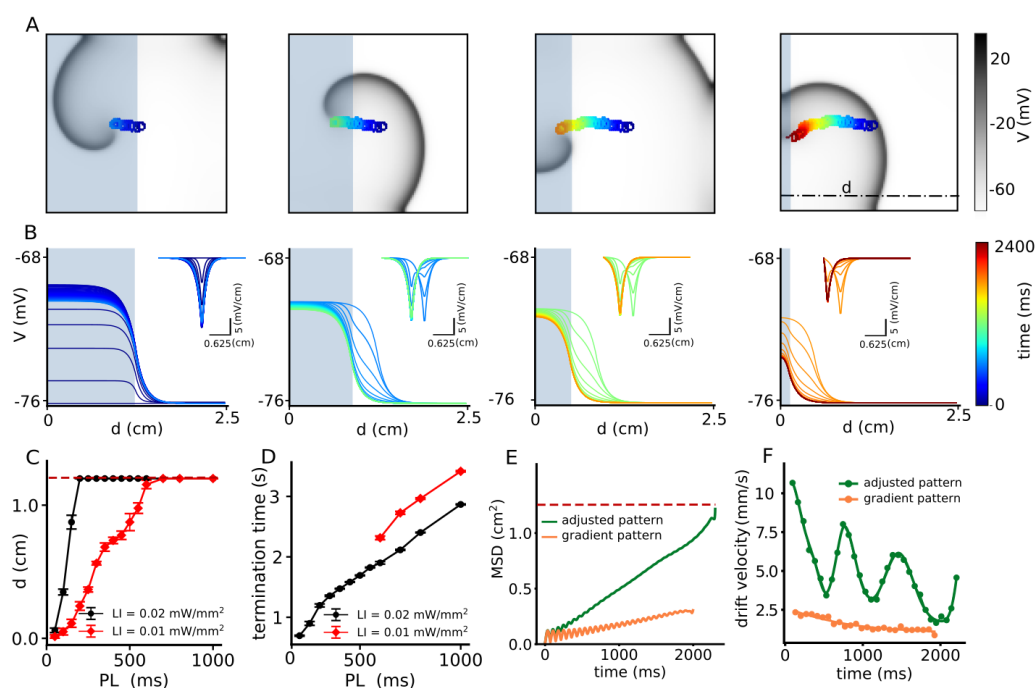 A
d
20
-20
-60
V (mV)
B
-68
-76
V (mV)
0
2.5
d (cm)
5 (mV/cm)
0.625(cm)
-68
-76
0
2.5
d (cm)
5 (mV/cm)
0.625(cm)
-68
-76
0
2.5
d (cm)
5 (mV/cm)
0.625(cm)
-68
-76
0
2.5
d (cm)
5 (mV/cm)
0.625(cm)
2400
0
time (ms)
C
1.0
0.0
d (cm)
0
500
1000
PL (ms)
LI = 0.02 mW/mm²
LI = 0.01 mW/mm²
D
3
2
1
termination time (s)
0
500
1000
PL (ms)
LI = 0.02 mW/mm²
LI = 0.01 mW/mm²
E
1.0
0.5
0
MSD (cm²)
0
1000
2000
time (ms)
adjusted pattern
gradient pattern
F
10.0
7.5
5.0
2.5
drift velocity(mm/s)
0
1000
2000
time (ms)
adjusted pattern
gradient pattern